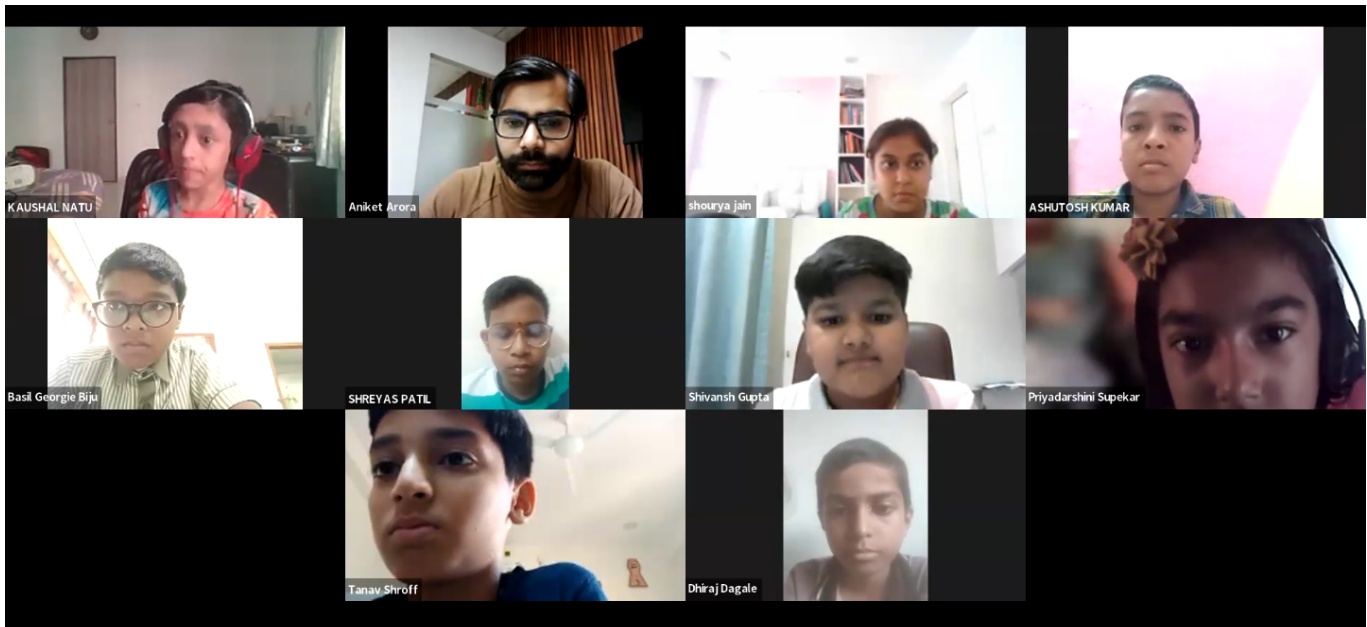 KAUSHAL NATU
Aniket Arora
shourya jain
ASHUTOSH KUMAR
Basil Georgie Biju
SHREYAS PATIL
Shivansh Gupta
Priyadarshini Supekar
Tanav Shroff
Dhiraj Dagale